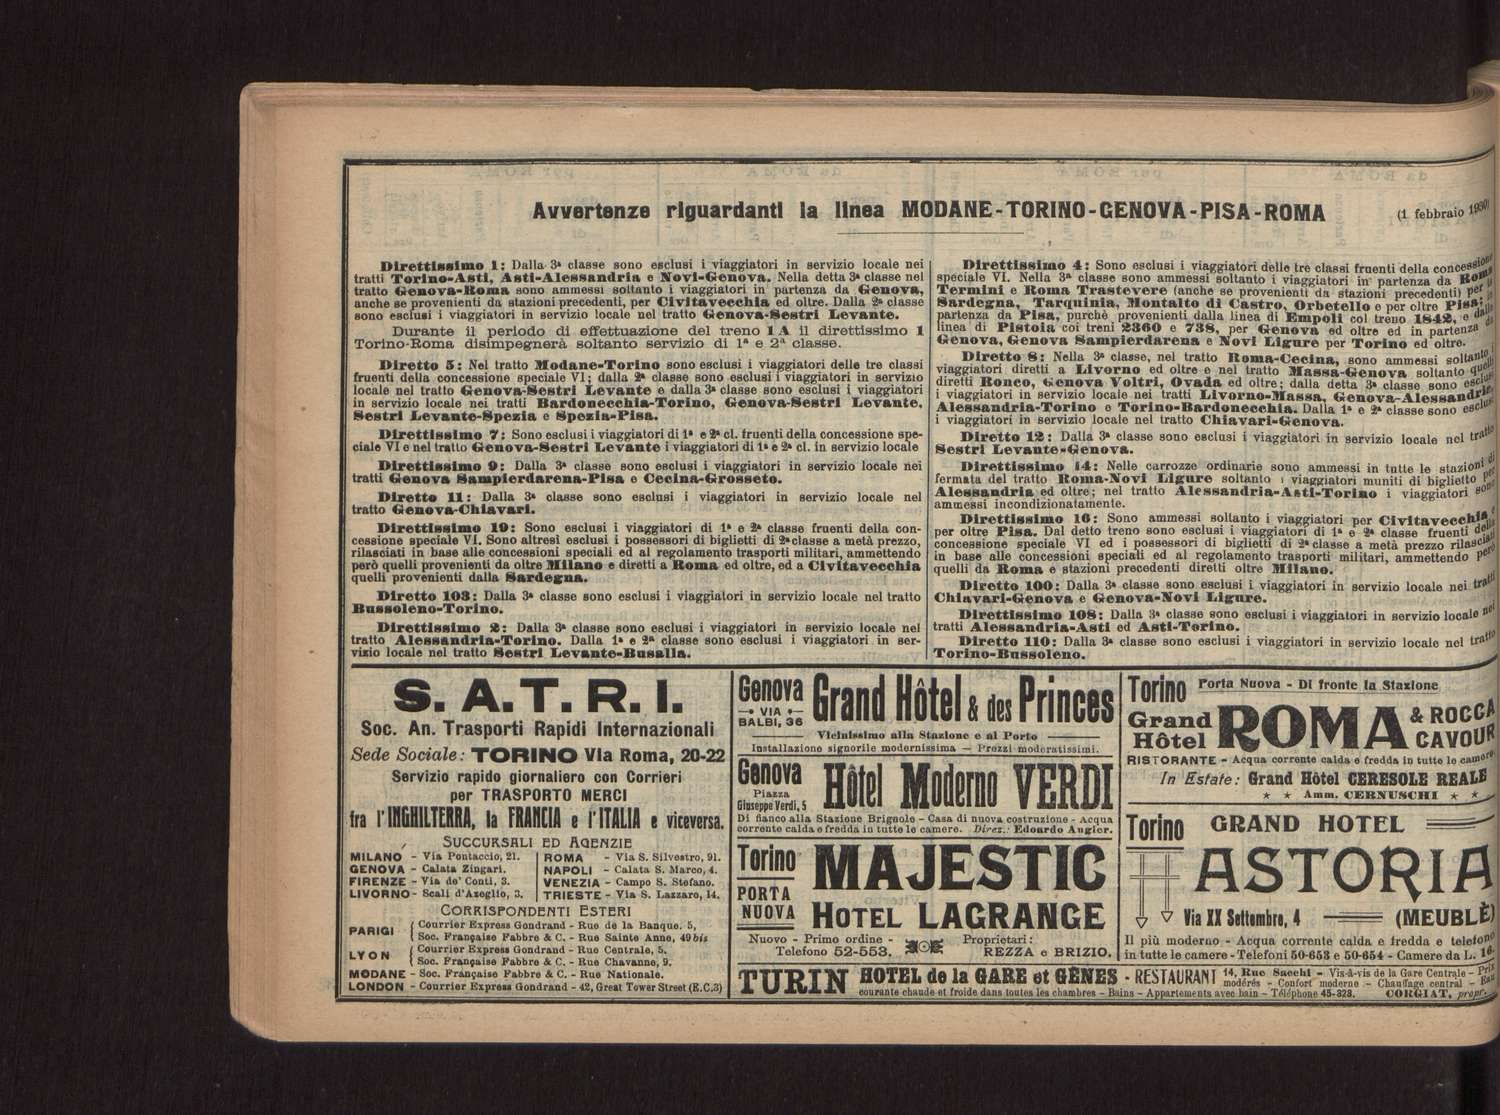 Avvertenze riguardanti la linea MODANE-TORINO-GENOVA-PISA-ROMA
(1 febbraio 1930)
Direttissimo 1: Dalla 3ª classe sono esclusi i viaggiatori in servizio locale nei
tratti Torino-Asti, Asti-Alessandria e Novi-Genova. Nella detta 3ª classe nel
tratto Genova-Roma sono ammessi soltanto i viaggiatori in partenza da Genova,
anche se provenienti da stazioni precedenti, per Civitavecchia ed oltre. Dalla 2ª classe
sono esclusi i viaggiatori in servizio locale nel tratto Genova-Sestri Levante.
Durante il periodo di effettuazione del treno 1 A il direttissimo 1
Torino-Roma disimpegnerà soltanto servizio di 1ª e 2ª classe.
Diretto 5: Nel tratto Modane-Torino sono esclusi i viaggiatori delle tre classi
fruenti della concessione speciale VI; dalla 2ª classe sono esclusi i viaggiatori in servizio
locale nel tratto Genova-Sestri Levante e dalla 3ª classe sono esclusi i viaggiatori
in servizio locale nei tratti Bardonecchia-Torino, Genova-Sestri Levante,
Sestri Levante-Spezia e Spezia-Pisa.
Direttissimo 7: Sono esclusi i viaggiatori di 1ª e 2ª cl. fruenti della concessione spe-
ciale VI e nel tratto Genova-Sestri Levante i viaggiatori di 1ª e 2ª cl. in servizio locale
Direttissimo 9: Dalla 3ª classe sono esclusi i viaggiatori in servizio locale nei
tratti Genova Sampierdarena-Pisa e Cecina-Grosseto.
Diretto 11: Dalla 3ª classe sono esclusi i viaggiatori in servizio locale nel
tratto Genova-Chiavari.
Direttissimo 19: Sono esclusi i viaggiatori di 1ª e 2ª classe fruenti della con-
cessione speciale VI. Sono altresì esclusi i possessori di biglietti di 2ª classe a metà prezzo,
rilasciati in base alle concessioni speciali ed al regolamento trasporti militari, ammettendo
però quelli provenienti da oltre Milano e diretti a Roma ed oltre, ed a Civitavecchia
quelli provenienti dalla Sardegna.
Diretto 103: Dalla 3ª classe sono esclusi i viaggiatori in servizio locale nel tratto
Bussoleno-Torino.
Direttissimo 2: Dalla 3ª classe sono esclusi i viaggiatori in servizio locale nel
tratto Alessandria-Torino. Dalla 1ª e 2ª classe sono esclusi i viaggiatori in ser-
vizio locale nel tratto Sestri Levante-Busalla.
Direttissimo 4: Sono esclusi i viaggiatori delle tre classi fruenti della concessione
speciale VI. Nella 3ª classe sono ammessi soltanto i viaggiatori in partenza da Roma
Termini e Roma Trastevere (anche se provenienti da stazioni precedenti) per la
Sardegna, Tarquinia, Montalto di Castro, Orbetello e per oltre Pisa; in
partenza da Pisa, purchè provenienti dalla linea di Empoli col treno 1842, e dalla
linea di Pistoia coi treni 2360 e 738, per Genova ed oltre ed in partenza da
Genova, Genova Sampierdarena e Novi Ligure per Torino ed oltre.
Diretto 8: Nella 3ª classe, nel tratto Roma-Cecina, sono ammessi soltanto i
viaggiatori diretti a Livorno ed oltre e nel tratto Massa-Genova soltanto quelli
diretti Ronco, Genova Voltri, Ovada ed oltre; dalla detta 3ª classe sono esclusi
i viaggiatori in servizio locale nei tratti Livorno-Massa, Genova-Alessandria,
Alessandria-Torino e Torino-Bardonecchia. Dalla 1ª e 2ª classe sono esclusi
i viaggiatori in servizio locale nel tratto Chiavari-Genova.
Diretto 12: Dalla 3ª classe sono esclusi i viaggiatori in servizio locale nel tratto
Sestri Levante-Genova.
Direttissimo 14: Nelle carrozze ordinarie sono ammessi in tutte le stazioni di
fermata del tratto Roma-Novi Ligure soltanto i viaggiatori muniti di biglietto per
Alessandria ed oltre; nel tratto Alessandria-Asti-Torino i viaggiatori sono
ammessi incondizionatamente.
Direttissimo 16: Sono ammessi soltanto i viaggiatori per Civitavecchia e
per oltre Pisa. Dal detto treno sono esclusi i viaggiatori di 1ª e 2ª classe fruenti della
concessione speciale VI ed i possessori di biglietti di 2ª classe a metà prezzo rilasciati
in base alle concessioni speciali ed al regolamento trasporti militari, ammettendo però
quelli da Roma e stazioni precedenti diretti oltre Milano.
Diretto 100: Dalla 3ª classe sono esclusi i viaggiatori in servizio locale nei tratti
Chiavari-Genova e Genova-Novi Ligure.
Direttissimo 108: Dalla 3ª classe sono esclusi i viaggiatori in servizio locale nei
tratti Alessandria-Asti ed Asti-Torino.
Diretto 110: Dalla 3ª classe sono esclusi i viaggiatori in servizio locale nel tratto
Torino-Bussoleno.
S.A.T.R.I.
Soc. An. Trasporti Rapidi Internazionali
Sede Sociale: TORINO Via Roma, 20-22
Servizio rapido giornaliero con Corrieri
per TRASPORTO MERCI
fra l'INGHILTERRA, la FRANCIA e l'ITALIA e viceversa.
SUCCURSALI ED AGENZIE
MILANO - Via Pontaccio, 21.
GENOVA - Calata Zingari.
FIRENZE - Via de' Conti, 3.
LIVORNO - Scali d'Azeglio, 3.
ROMA - Via S. Silvestro, 91.
NAPOLI - Calata S. Marco, 4.
VENEZIA - Campo S. Stefano.
TRIESTE - Via S. Lazzaro, 14.
CORRISPONDENTI ESTERI
PARIGI
Courrier Express Gondrand - Rue de la Banque. 5,
Soc. Française Fabbre & C. - Rue Sainte Anne, 49 bis
LYON
Courrier Express Gondrand - Rue Centrale, 5.
Soc. Française Fabbre & C. - Rue Chavanne, 9.
MODANE - Soc. Française Fabbre & C. - Rue Nationale.
LONDON - Courrier Express Gondrand - 42, Great Tower Street (E.C.3)
Genova
VIA
BALBI, 36
Grand Hôtel & des Princes
Vicinissimo alla Stazione e al Porto
Installazione signorile modernissima — Prezzi moderatissimi.
Genova
Piazza
Giuseppe Verdi, 5
Hôtel Moderno VERDI
Di fianco alla Stazione Brignole - Casa di nuova costruzione - Acqua
corrente calda e fredda in tutte le camere. Direz.: Edoardo Augier.
Torino
PORTA
NUOVA
MAJESTIC
HOTEL LAGRANGE
Nuovo - Primo ordine -
Telefono 52-553.
Proprietari:
REZZA e BRIZIO.
Torino Porta Nuova - Di fronte la Stazione
Grand
Hôtel
ROMA
& ROCCA
CAVOUR
RISTORANTE - Acqua corrente calda e fredda in tutte le camere.
In Estate: Grand Hôtel CERESOLE REALE
Amm. CERNUSCHI
Torino
GRAND HOTEL
ASTORIA
Via XX Settembre, 4
(MEUBLÈ)
Il più moderno - Acqua corrente calda e fredda e telefono
in tutte le camere - Telefoni 50-653 e 50-654 - Camere da L. 16.
TURIN
HOTEL de la GARE et GÊNES - RESTAURANT
14, Rue Sacchi - Vis-à-vis de la Gare Centrale - Prix
modérés - Confort moderne - Chauffage central - Eau
courante chaude et froide dans toutes les chambres - Bains - Appartements avec bain - Téléphone 45-323. CORGIAT, propr.